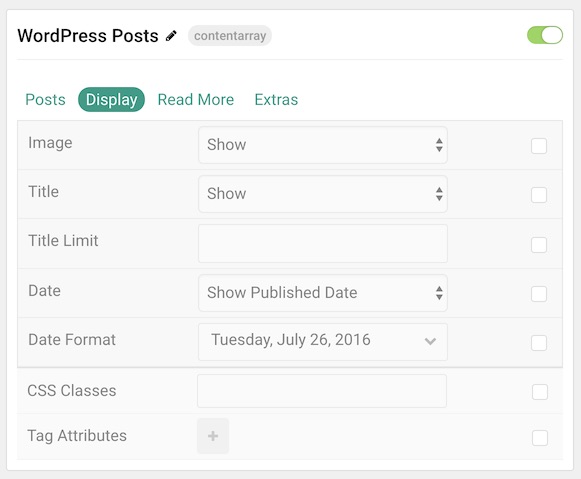 WordPress Posts contentarray
Posts Display Read More Extras
Image Show
Title Show
Title Limit
Date Show Published Date
Date Format Tuesday, July 26, 2016
CSS Classes
Tag Attributes +